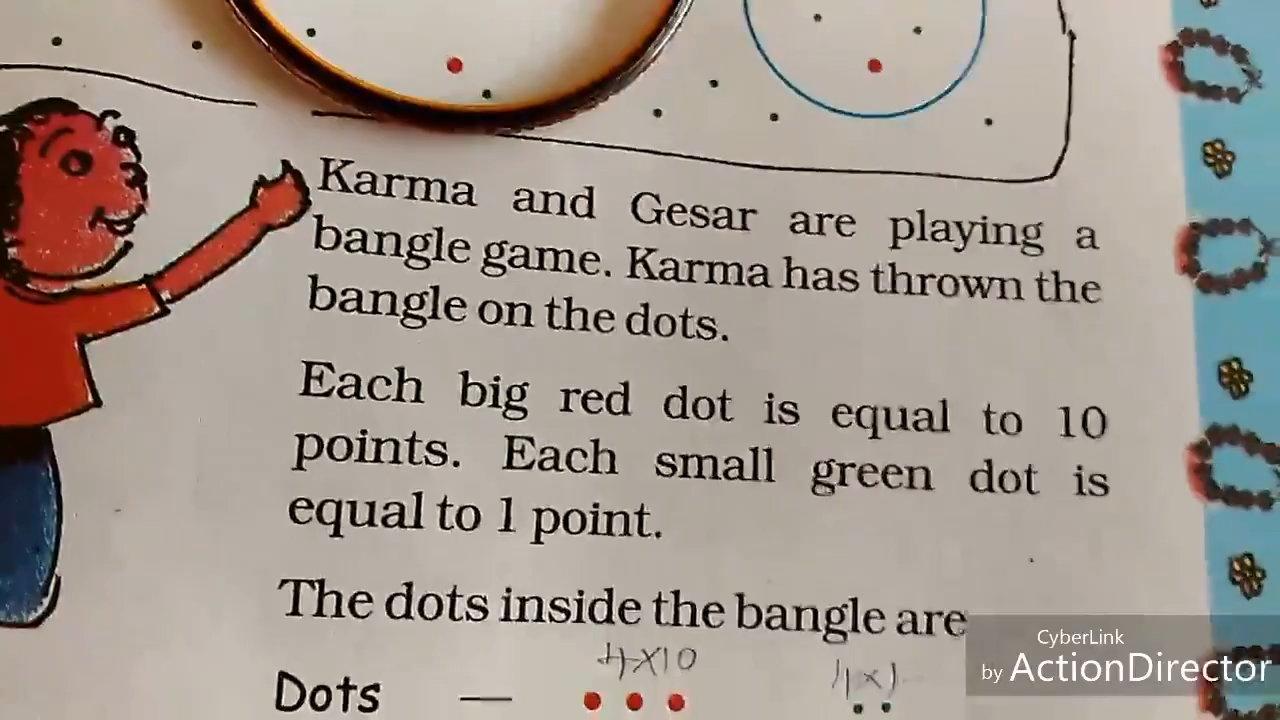 Karma and Gesar are playing a
bangle game. Karma has thrown the
bangle on the dots.
Each big red dot is equal to 10
points. Each small green dot is
equal to 1 point.
The dots inside the bangle are
4×10
Dots —
CyberLink
by ActionDirector